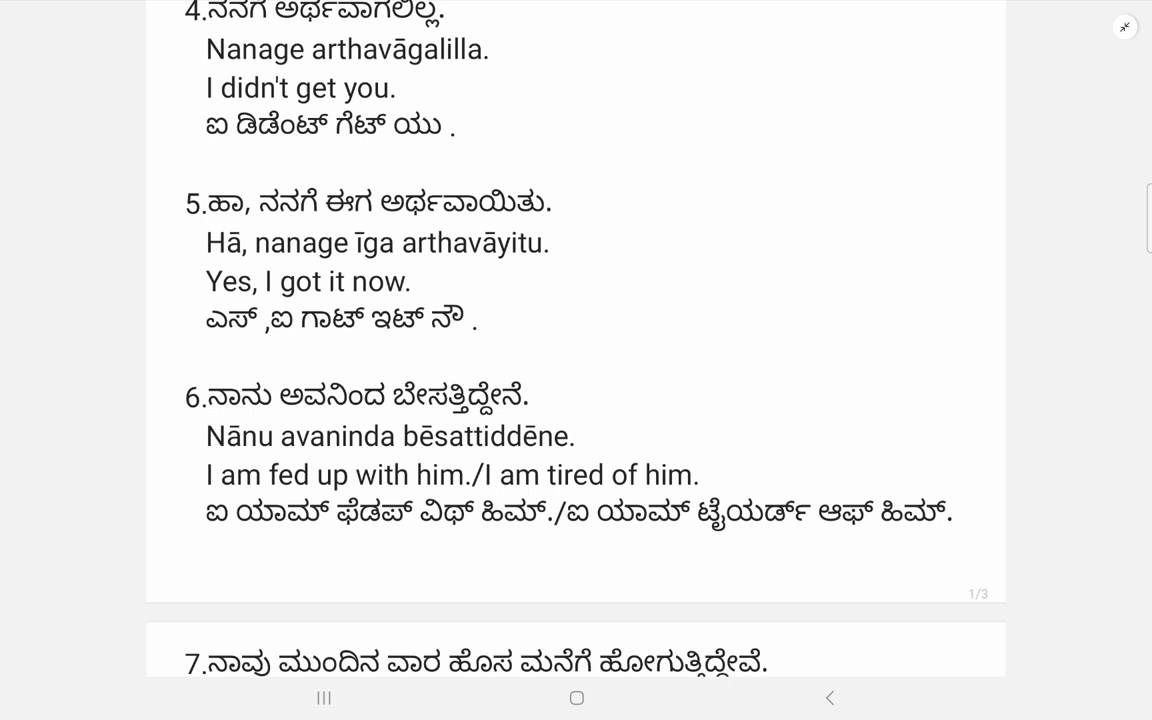 4.ನನಗೆ ಅರ್ಥವಾಗಲಿಲ್ಲ.
Nanage arthavāgalilla.
I didn't get you.
ಐ ಡಿಡೆಂಟ್ ಗೆಟ್ ಯು .
5.ಹಾ, ನನಗೆ ಈಗ ಅರ್ಥವಾಯಿತು.
Hā, nanage īga arthavāyitu.
Yes, I got it now.
ಎಸ್ ,ಐ ಗಾಟ್ ಇಟ್ ನೌ .
6.ನಾನು ಅವನಿಂದ ಬೇಸತ್ತಿದ್ದೇನೆ.
Nānu avaninda bēsattiddēne.
I am fed up with him./I am tired of him.
ಐ ಯಾಮ್ ಫೆಡಪ್ ವಿಥ್ ಹಿಮ್./ಐ ಯಾಮ್ ಟೈಯರ್ಡ್ ಆಫ್ ಹಿಮ್.
1/3
7.ನಾವು ಮುಂದಿನ ವಾರ ಹೊಸ ಮನೆಗೆ ಹೋಗುತ್ತಿದ್ದೇವೆ.